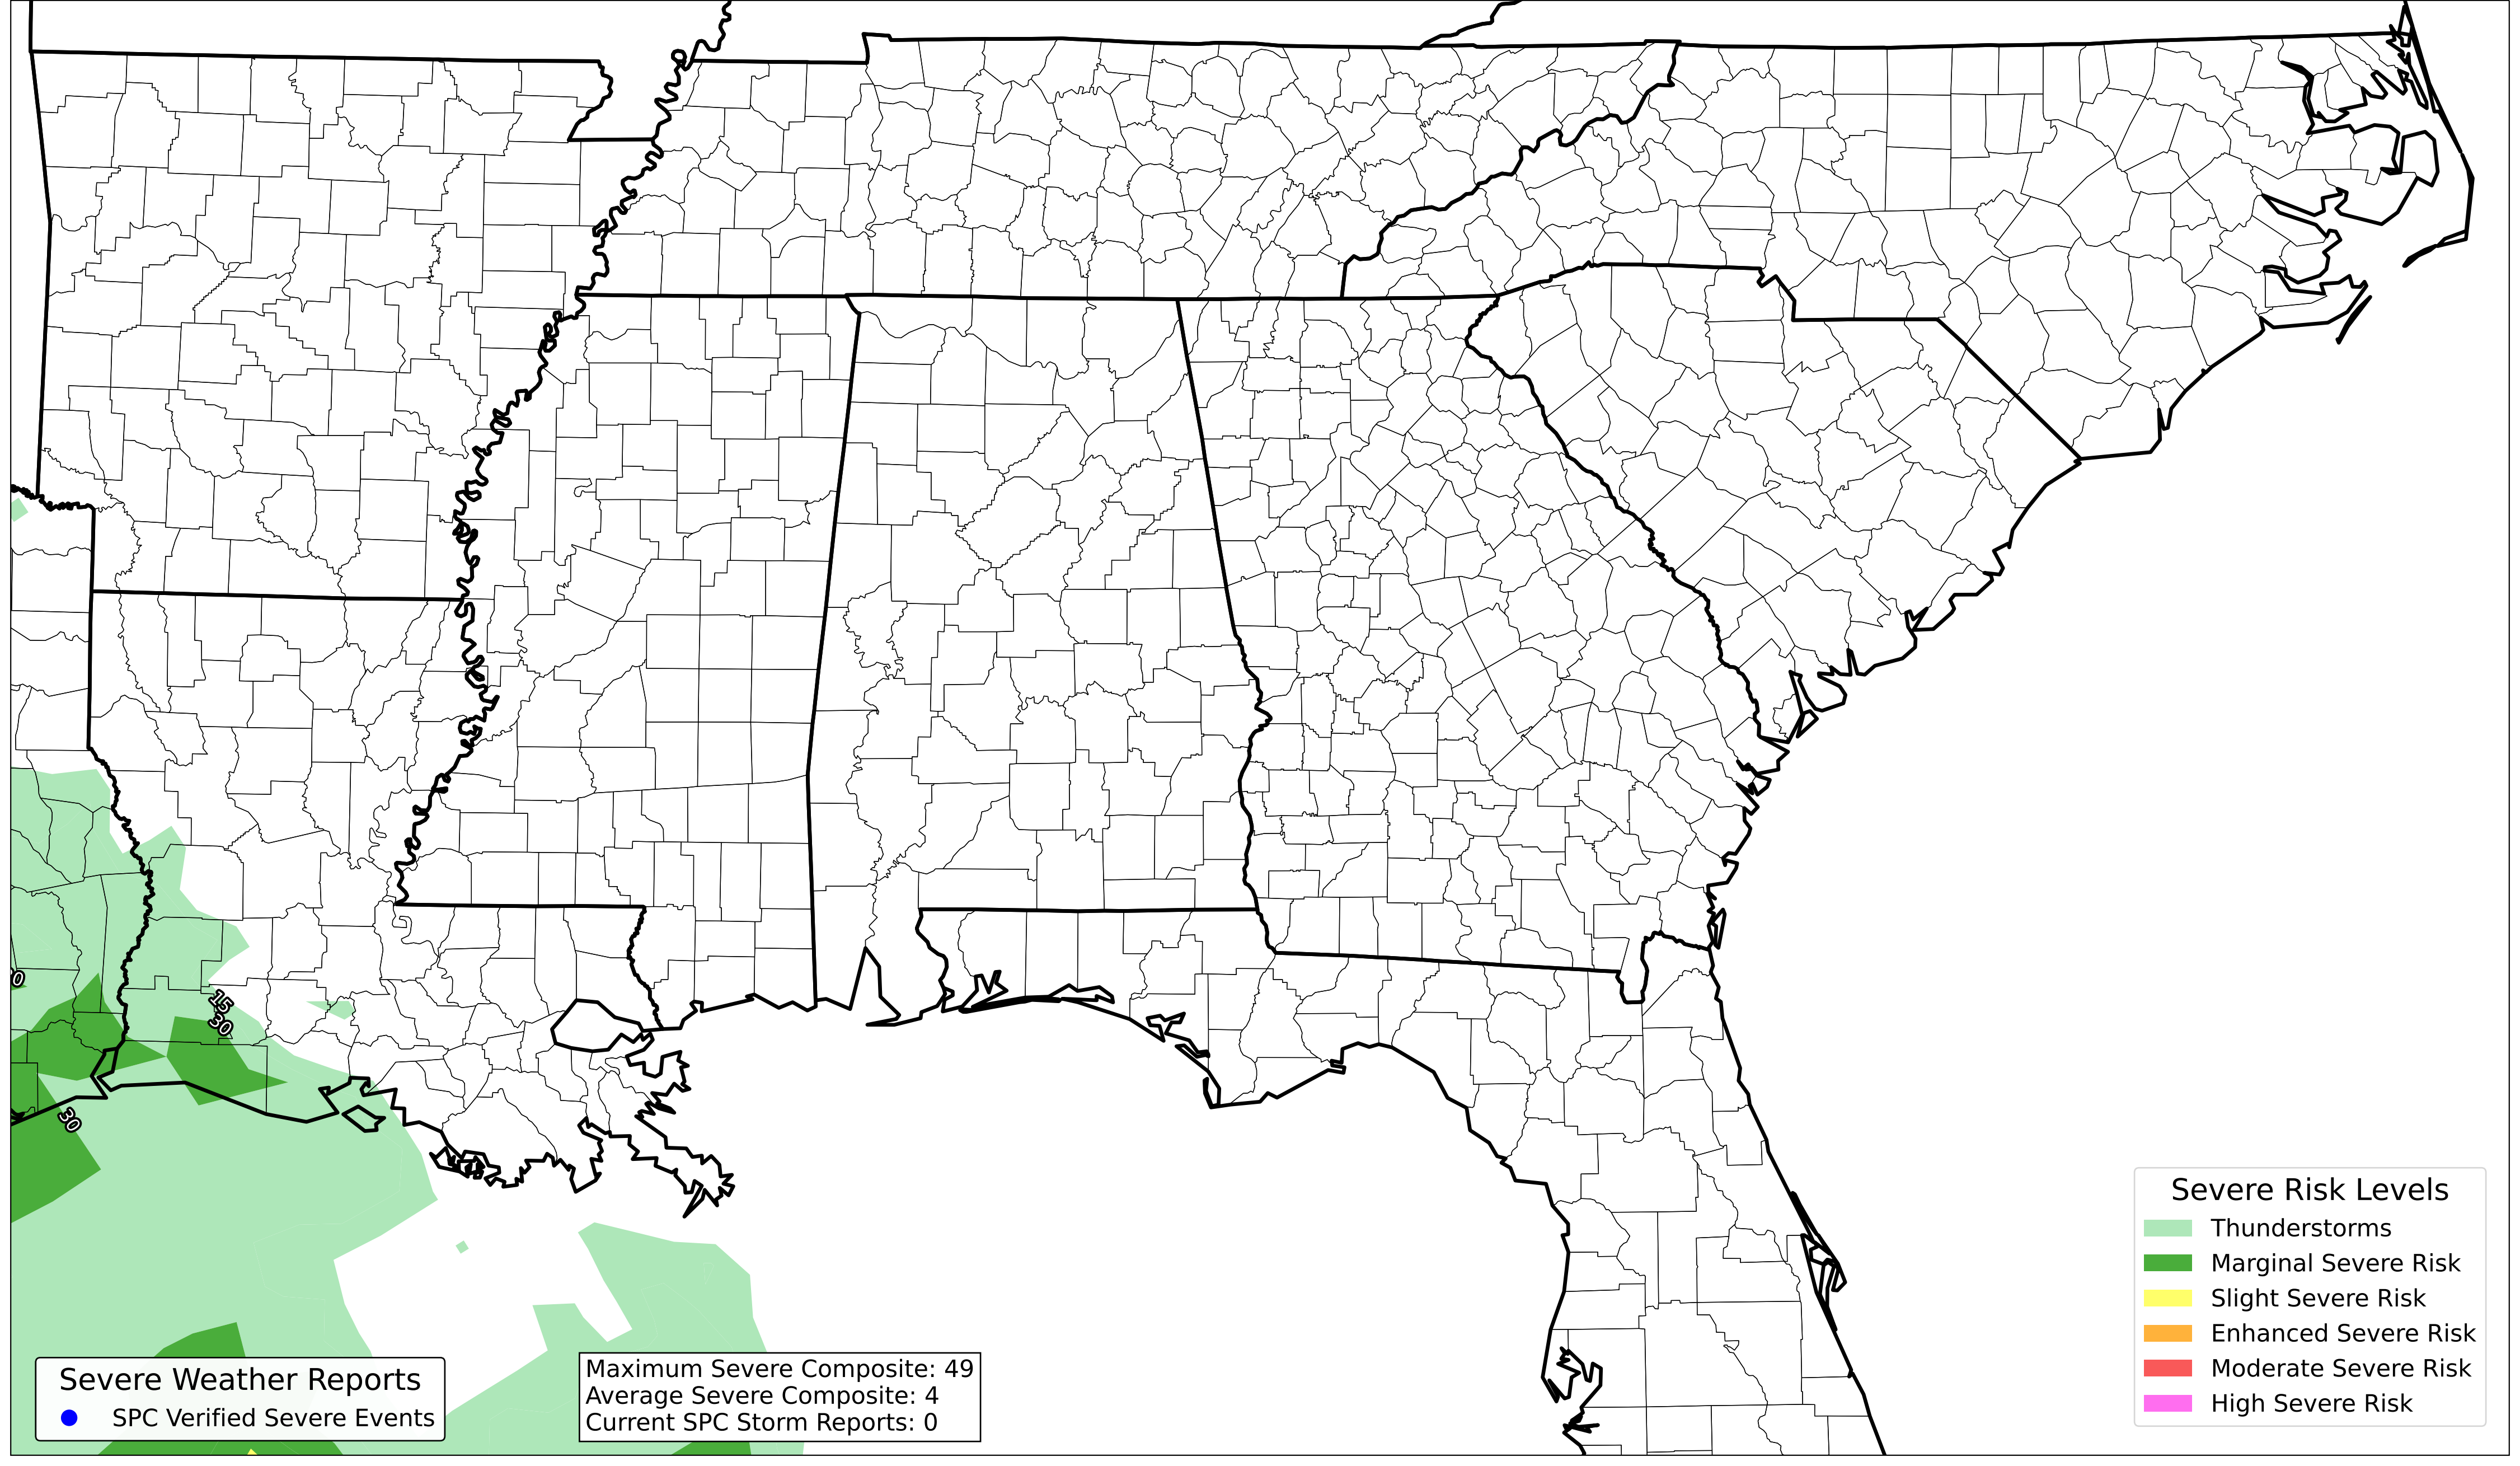 15
30
30
Severe Risk Levels
Thunderstorms
Marginal Severe Risk
Slight Severe Risk
Enhanced Severe Risk
Moderate Severe Risk
High Severe Risk
Severe Weather Reports
SPC Verified Severe Events
Maximum Severe Composite: 49
Average Severe Composite: 4
Current SPC Storm Reports: 0